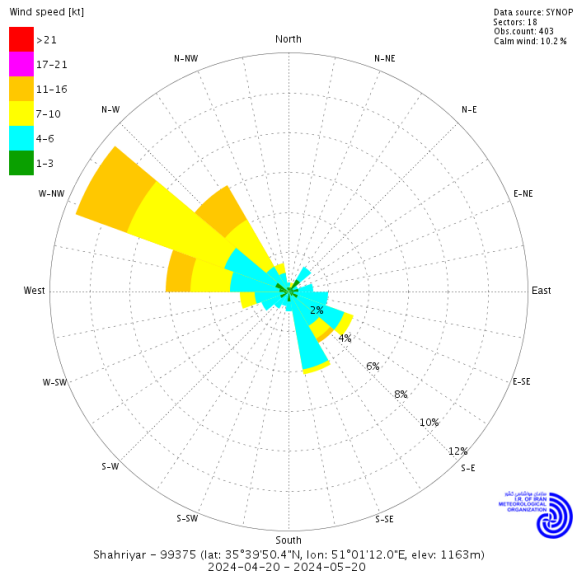 Wind speed [kt]
>21
17-21
11-16
7-10
4-6
1-3
Data source: SYNOP
Sectors: 18
Obs.count: 403
Calm wind: 10.2 %
North
N-NW
N-NE
N-W
N-E
W-NW
E-NE
West
East
2%
4%
6%
8%
10%
12%
W-SW
E-SE
S-W
S-E
S-SW
S-SE
South
I.R. OF IRAN
METEOROLOGICAL
ORGANIZATION
Shahriyar - 99375 (lat: 35°39'50.4"N, lon: 51°01'12.0"E, elev: 1163m)
2024-04-20 - 2024-05-20